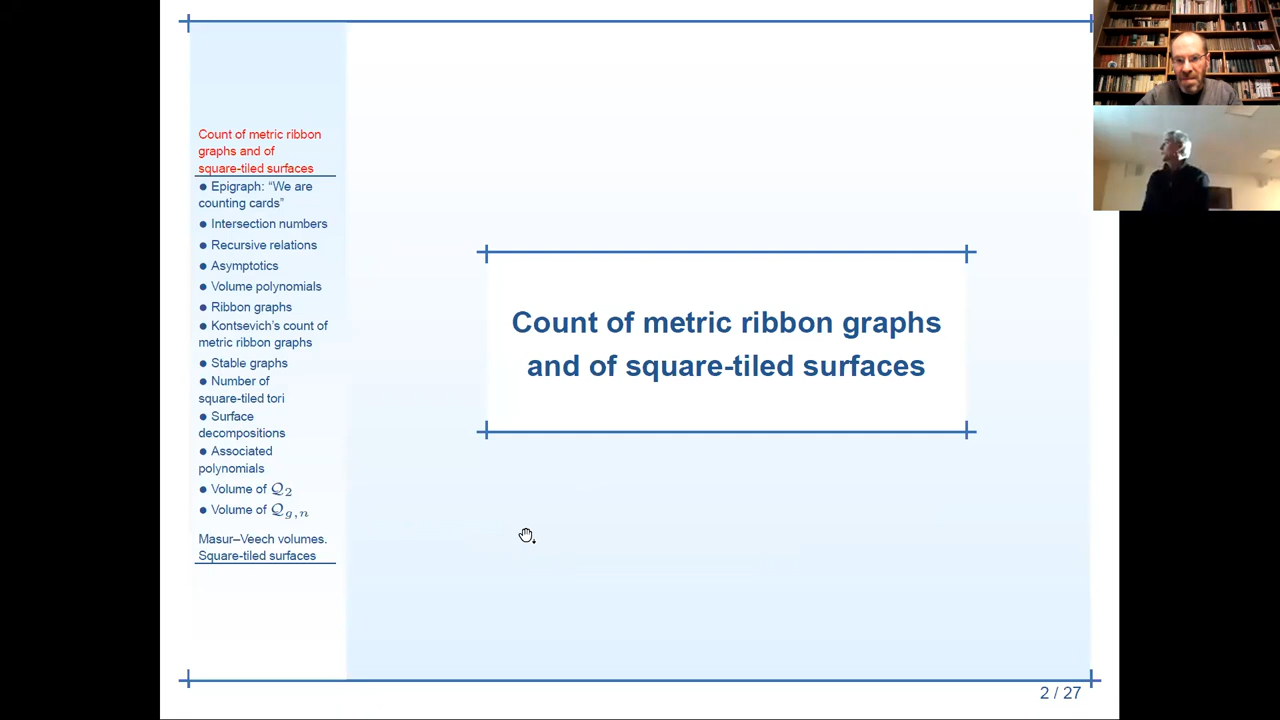 Count of metric ribbon
graphs and of
square-tiled surfaces
● Epigraph: “We are
counting cards”
● Intersection numbers
● Recursive relations
● Asymptotics
● Volume polynomials
● Ribbon graphs
● Kontsevich’s count of
metric ribbon graphs
● Stable graphs
● Number of
square-tiled tori
● Surface
decompositions
● Associated
polynomials
● Volume of 𝒬₂
● Volume of 𝒬g,n
Masur–Veech volumes.
Square-tiled surfaces
Count of metric ribbon graphs
and of square-tiled surfaces
2 / 27